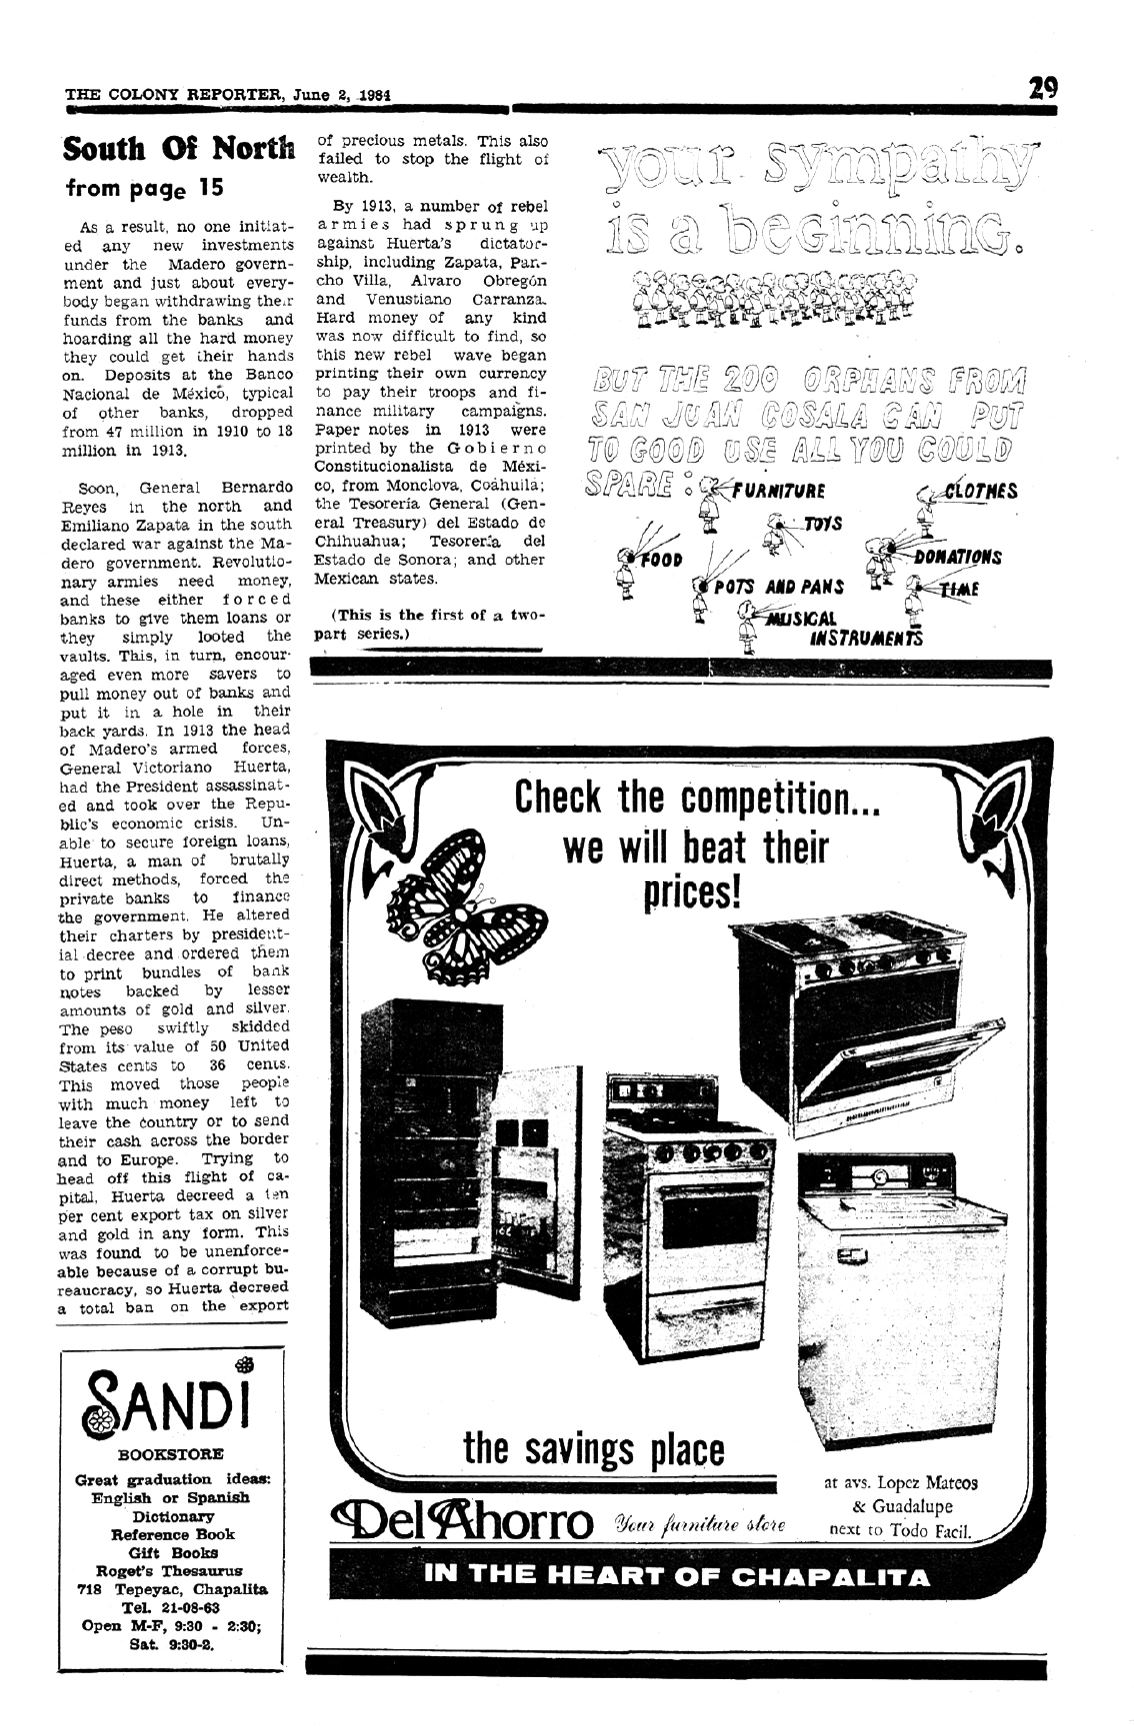 THE COLONY REPORTER, June 2, 1984
29
South Of North
from page 15
As a result, no one initiat-
ed any new investments
under the Madero govern-
ment and just about every-
body began withdrawing their
funds from the banks and
hoarding all the hard money
they could get their hands
on. Deposits at the Banco
Nacional de México, typical
of other banks, dropped
from 47 million in 1910 to 18
million in 1913.
Soon, General Bernardo
Reyes in the north and
Emiliano Zapata in the south
declared war against the Ma-
dero government. Revolutio-
nary armies need money,
and these either forced
banks to give them loans or
they simply looted the
vaults. This, in turn, encour-
aged even more savers to
pull money out of banks and
put it in a hole in their
back yards. In 1913 the head
of Madero's armed forces,
General Victoriano Huerta,
had the President assassinat-
ed and took over the Repu-
blic's economic crisis. Un-
able to secure foreign loans,
Huerta, a man of brutally
direct methods, forced the
private banks to finance
the government. He altered
their charters by president-
ial decree and ordered them
to print bundles of bank
notes backed by lesser
amounts of gold and silver.
The peso swiftly skidded
from its value of 50 United
States cents to 36 cents.
This moved those people
with much money left to
leave the country or to send
their cash across the border
and to Europe. Trying to
head off this flight of ca-
pital, Huerta decreed a ten
per cent export tax on silver
and gold in any form. This
was found to be unenforce-
able because of a corrupt bu-
reaucracy, so Huerta decreed
a total ban on the export
of precious metals. This also
failed to stop the flight of
wealth.
By 1913, a number of rebel
armies had sprung up
against Huerta's dictator-
ship, including Zapata, Pan-
cho Villa, Alvaro Obregón
and Venustiano Carranza.
Hard money of any kind
was now difficult to find, so
this new rebel wave began
printing their own currency
to pay their troops and fi-
nance military campaigns.
Paper notes in 1913 were
printed by the Gobierno
Constitucionalista de Méxi-
co, from Monclova, Coahuila;
the Tesorería General (Gen-
eral Treasury) del Estado de
Chihuahua; Tesorería del
Estado de Sonora; and other
Mexican states.
(This is the first of a two-
part series.)
your sympathy
is a beginning.
BUT THE 200 ORPHANS FROM
SAN JUAN COSALA CAN PUT
TO GOOD USE ALL YOU COULD
SPARE:
FURNITURE
CLOTHES
TOYS
FOOD
DONATIONS
POTS AND PANS
TIME
MUSICAL
INSTRUMENTS
Check the competition...
we will beat their
prices!
the savings place
at avs. Lopez Mateos
& Guadalupe
next to Todo Facil.
Del Ahorro Your furniture store
IN THE HEART OF CHAPALITA
SANDI
BOOKSTORE
Great graduation ideas:
English or Spanish
Dictionary
Reference Book
Gift Books
Roget's Thesaurus
718 Tepeyac, Chapalita
Tel. 21-08-63
Open M-F, 9:30 - 2:30;
Sat. 9:30-2.